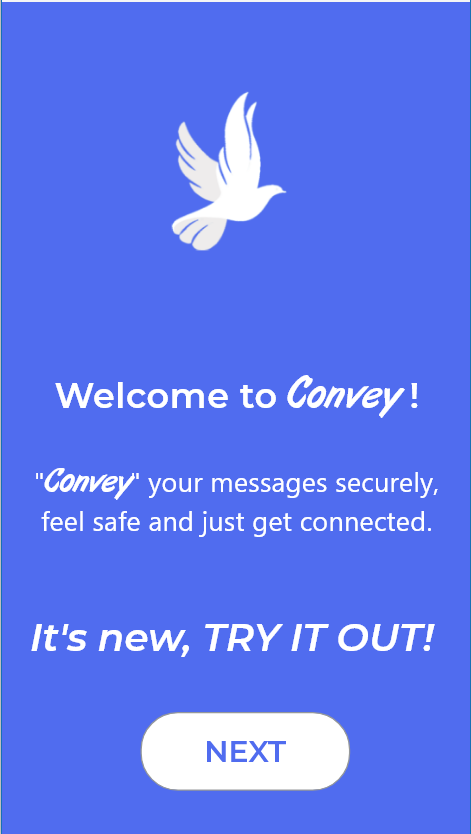 Welcome to Convey !
"Convey" your messages securely,
feel safe and just get connected.
It's new, TRY IT OUT!
NEXT